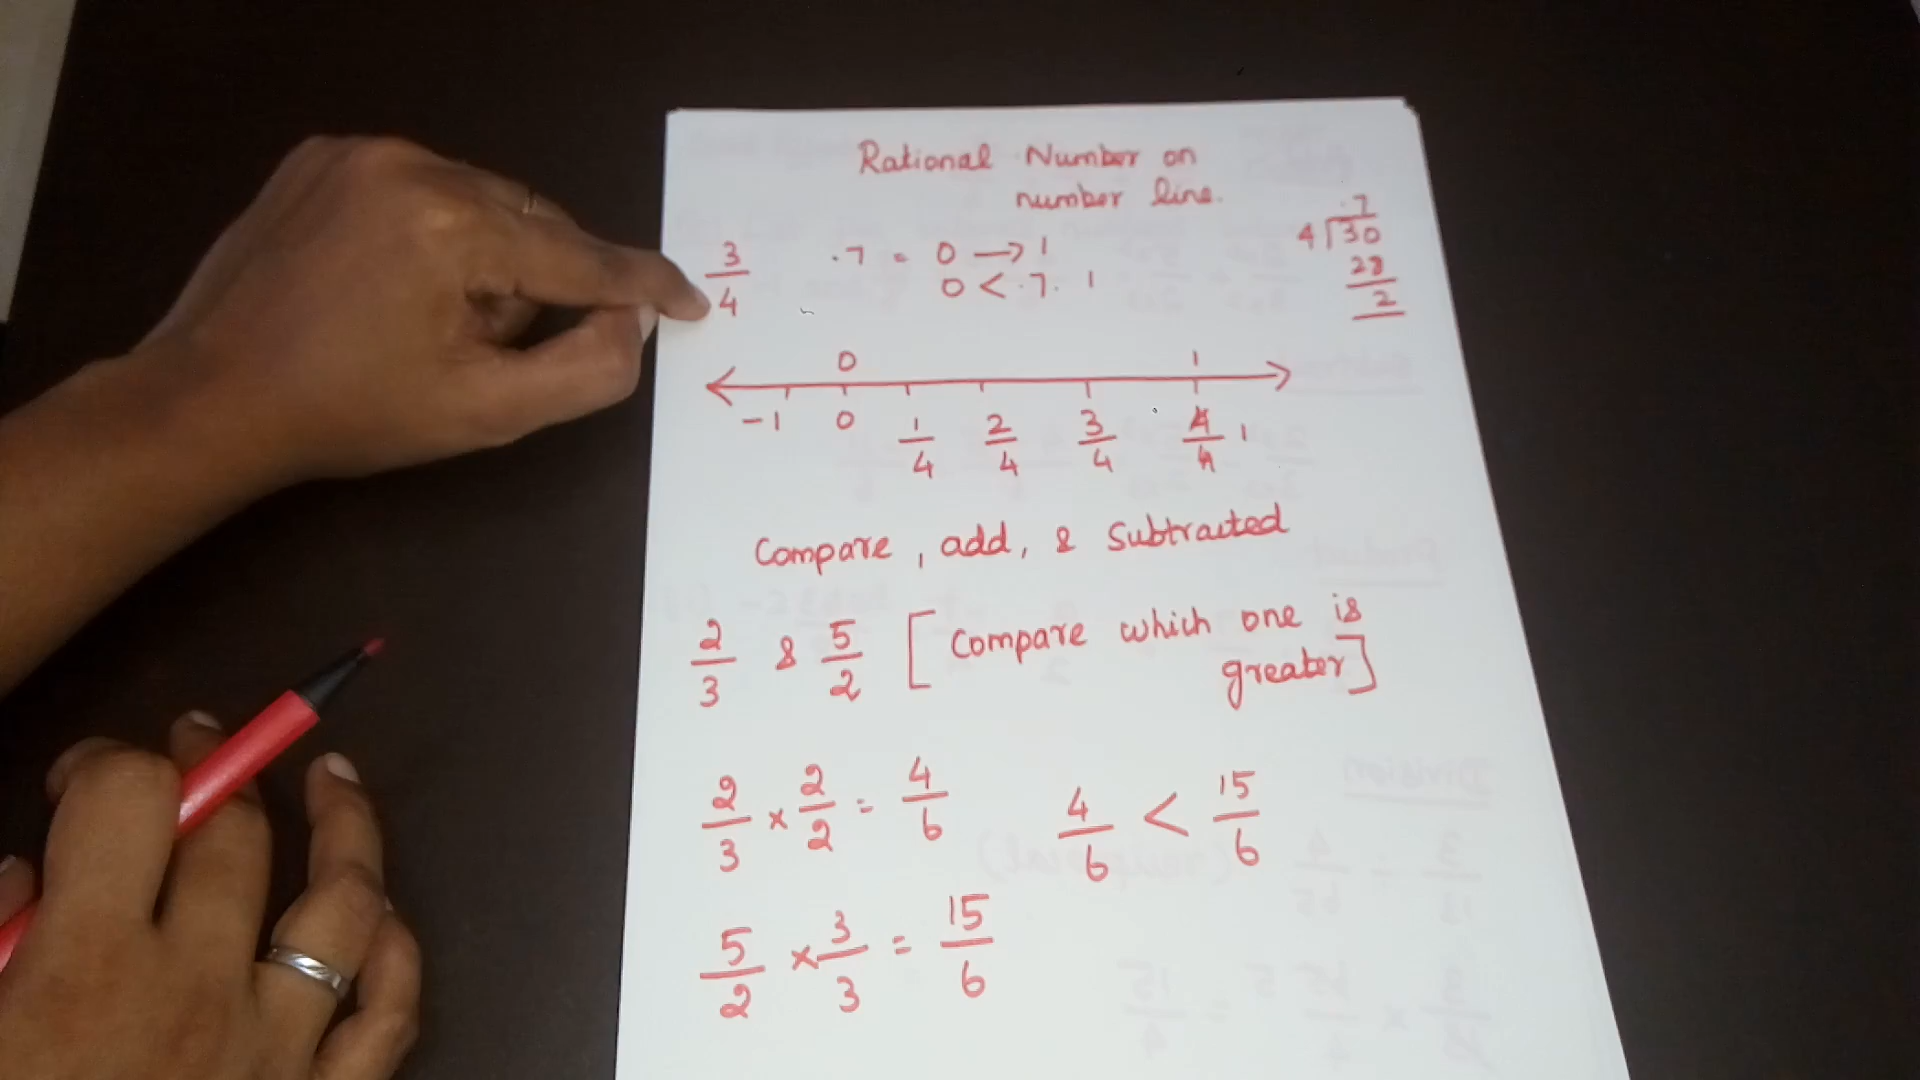 Rational Number on
number line.
3/4 .7 = 0 → 1
0 < .7. 1
.7
4 ) 30
28
2
0 1
-1 0 1/4 2/4 3/4 4/4 1
Compare, add, & Subtracted
2/3 & 5/2 [Compare which one is
greater]
2/3 × 2/2 = 4/6 4/6 < 15/6
5/2 × 3/3 = 15/6